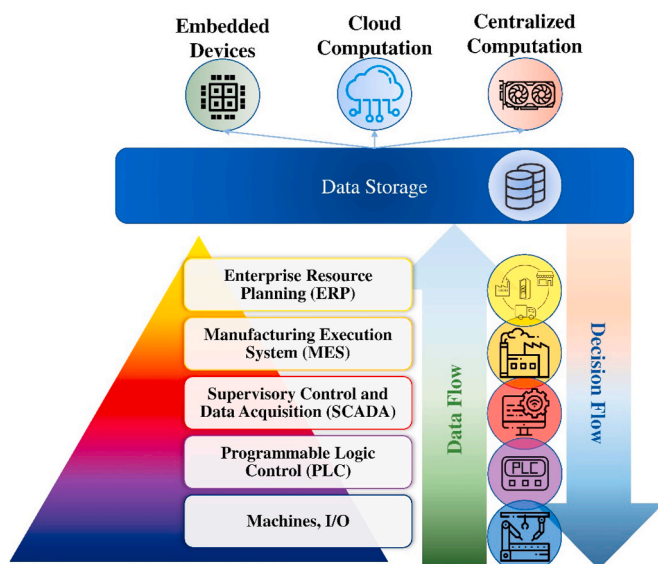 Embedded
Devices
Cloud
Computation
Centralized
Computation
Data Storage
Enterprise Resource
Planning (ERP)
Manufacturing Execution
System (MES)
Supervisory Control and
Data Acquisition (SCADA)
Programmable Logic
Control (PLC)
Machines, I/O
Data Flow
PLC
Decision Flow